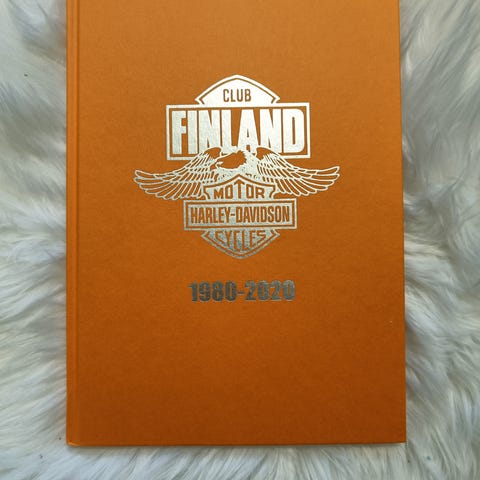 CLUB
FINLAND
MOTOR
HARLEY-DAVIDSON
CYCLES
1980-2020